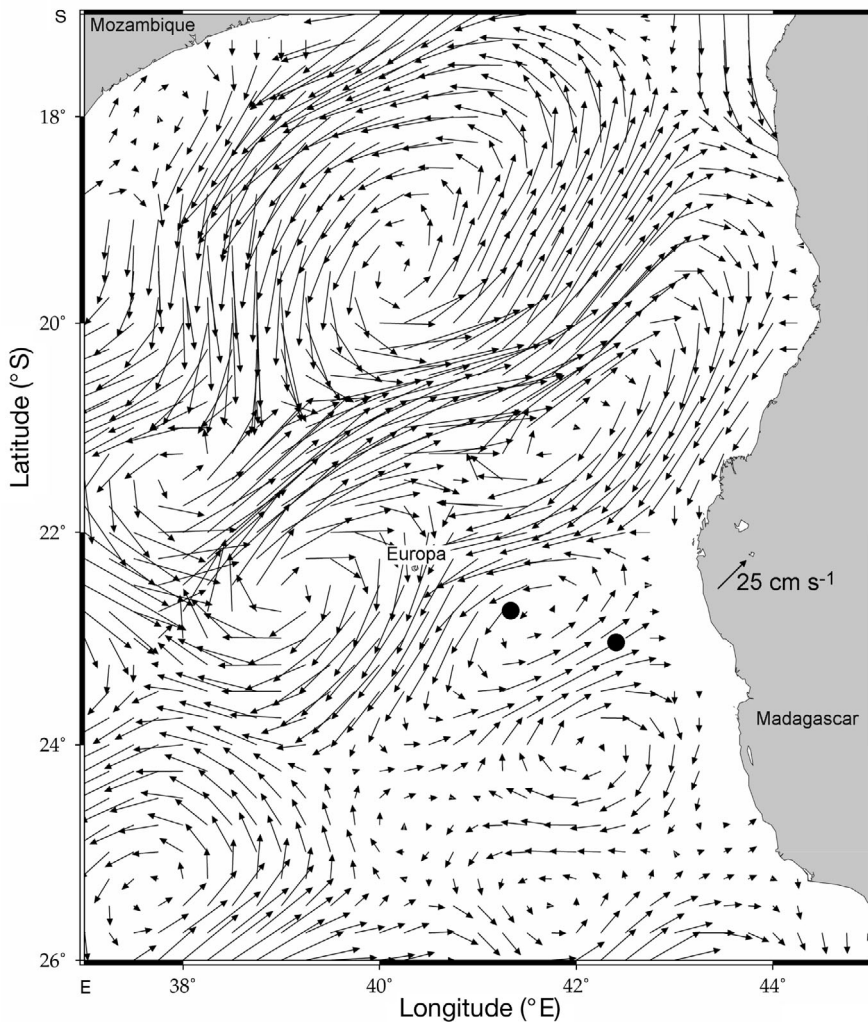 S
Mozambique
18°
20°
22°
24°
26°
Latitude (°S)
Europa
25 cm s-1
Madagascar
E
38°
40°
42°
44°
Longitude (°E)